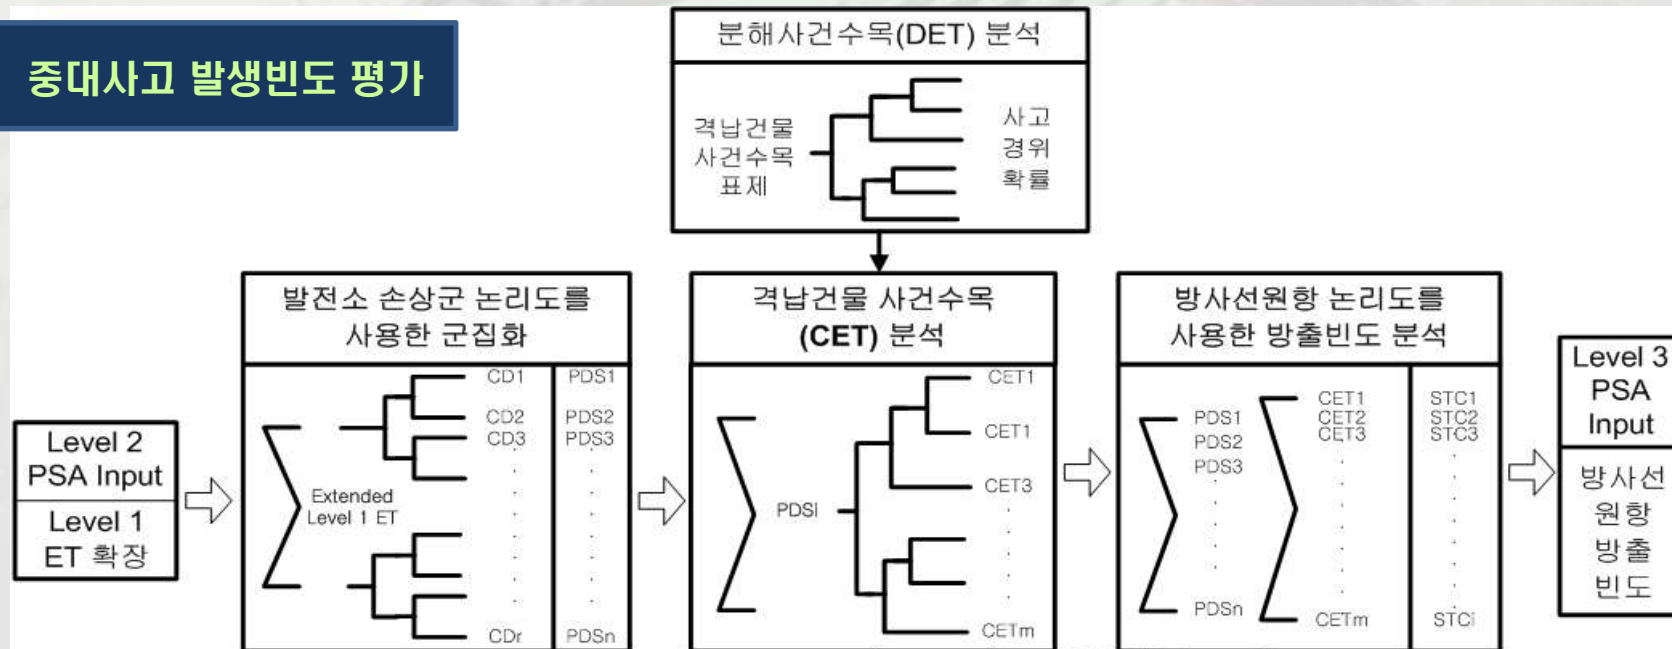 중대사고 발생빈도 평가
분해사건수목(DET) 분석
격납건물
사건수목
표제
사고
경위
확률
Level 2
PSA Input
Level 1
ET 확장
발전소 손상군 논리도를
사용한 군집화
Extended
Level 1 ET
CD1
CD2
CD3
CDr
PDS1
PDS2
PDS3
PDSn
격납건물 사건수목
(CET) 분석
PDSi
CET1
CET1
CET3
CETm
방사선원항 논리도를
사용한 방출빈도 분석
PDS1
PDS2
PDS3
PDSn
CET1
CET2
CET3
CETm
STC1
STC2
STC3
STCi
Level 3
PSA
Input
방사선
원항
방출
빈도